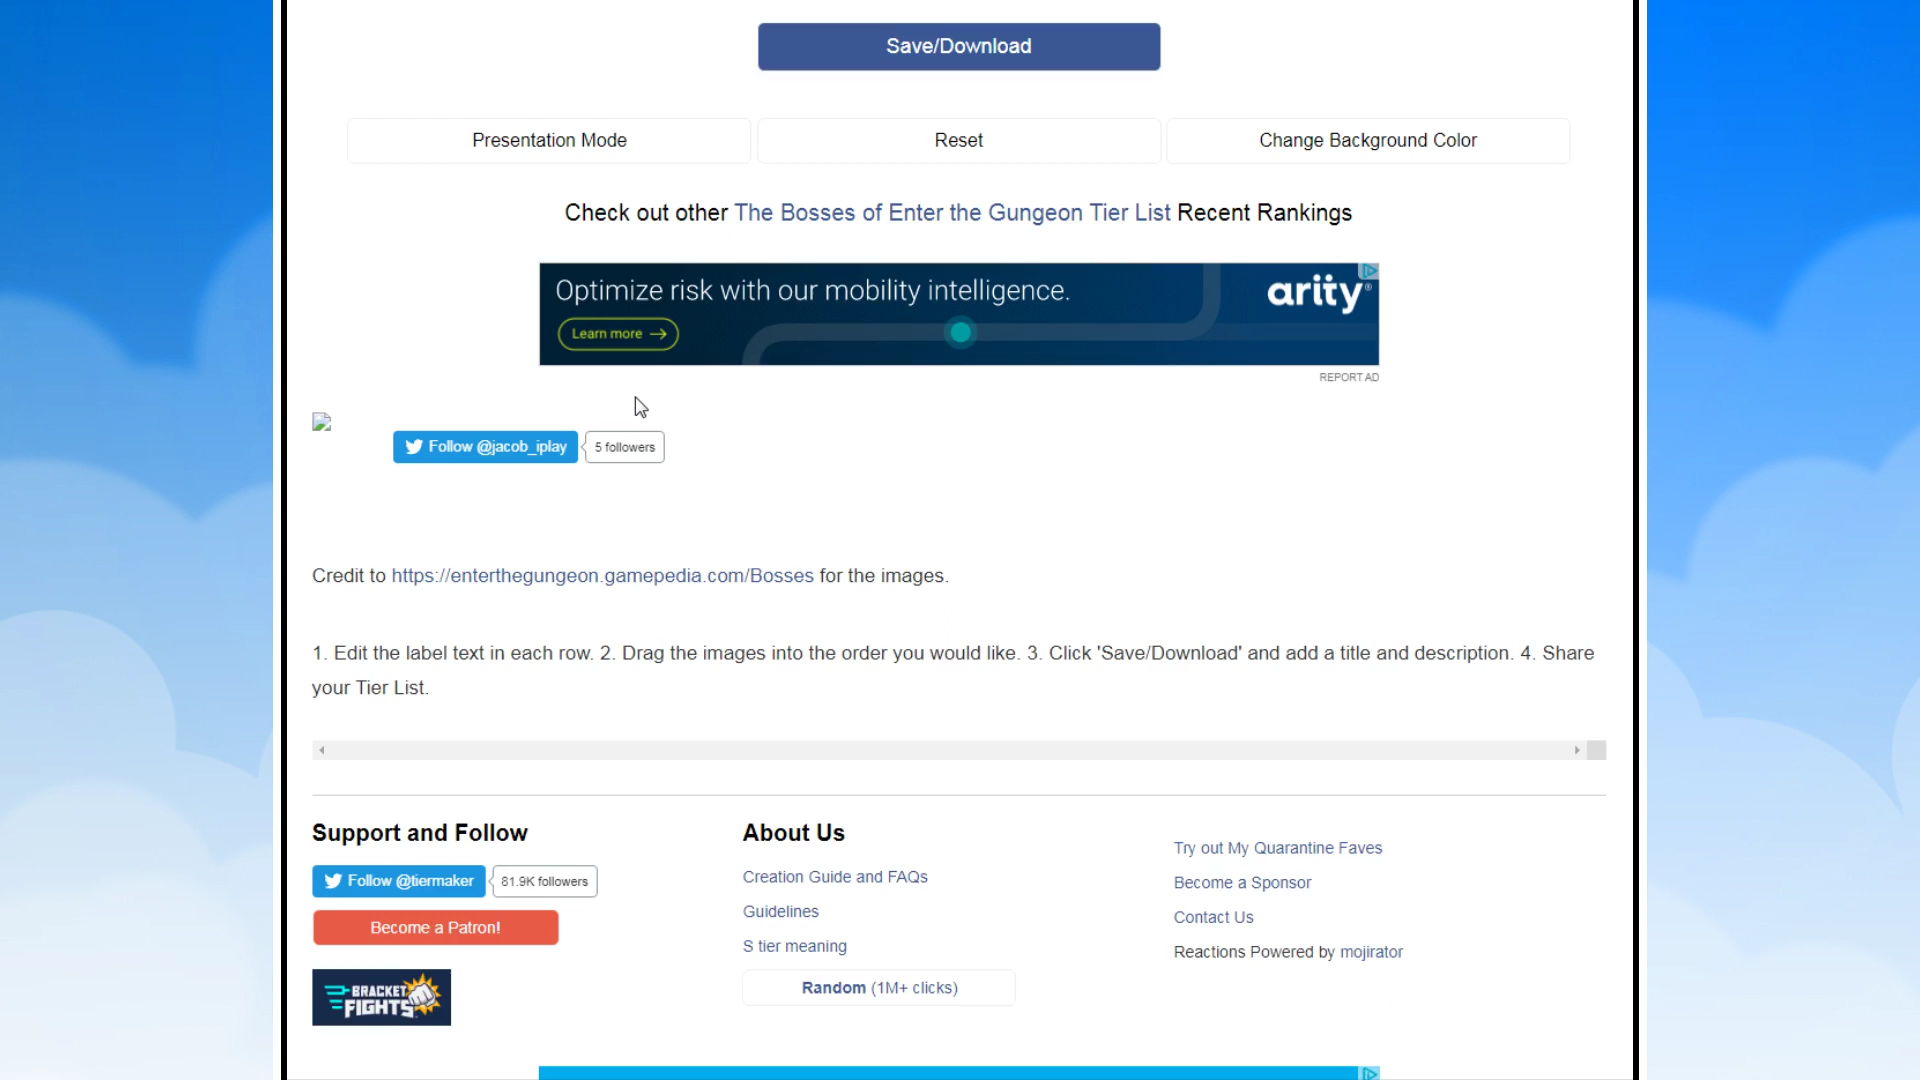 Save/Download
Presentation Mode
Reset
Change Background Color
Check out other The Bosses of Enter the Gungeon Tier List Recent Rankings
Optimize risk with our mobility intelligence.
Learn more
arity®
REPORT AD
Follow @jacob_iplay
5 followers
Credit to https://enterthegungeon.gamepedia.com/Bosses for the images.
1. Edit the label text in each row. 2. Drag the images into the order you would like. 3. Click 'Save/Download' and add a title and description. 4. Share
your Tier List.
Support and Follow
Follow @tiermaker
81.9K followers
Become a Patron!
BRACKET
FIGHTS
About Us
Creation Guide and FAQs
Guidelines
S tier meaning
Random (1M+ clicks)
Try out My Quarantine Faves
Become a Sponsor
Contact Us
Reactions Powered by mojirator